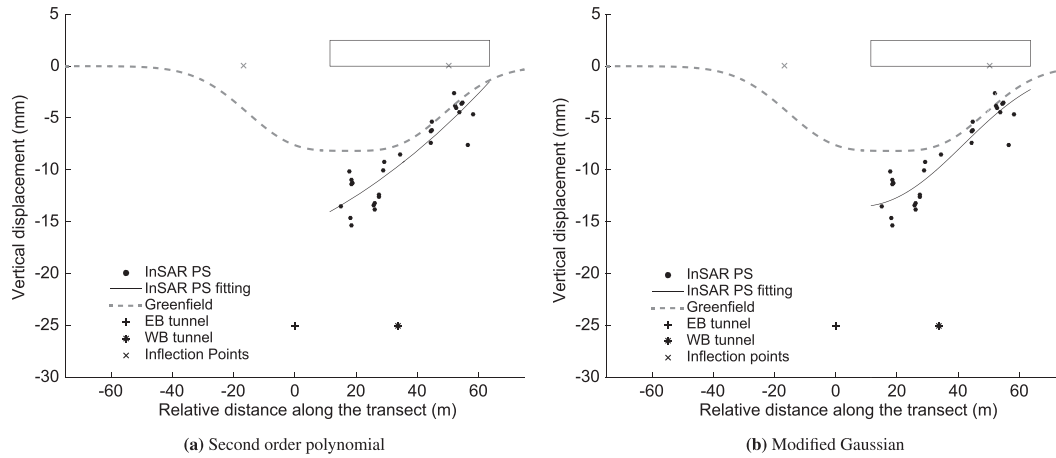 5
0
-5
-10
-15
-20
-25
-30
Vertical displacement (mm)
InSAR PS
InSAR PS fitting
Greenfield
EB tunnel
WB tunnel
Inflection Points
-60 -40 -20 0 20 40 60
Relative distance along the transect (m)
(a) Second order polynomial
5
0
-5
-10
-15
-20
-25
-30
Vertical displacement (mm)
InSAR PS
InSAR PS fitting
Greenfield
EB tunnel
WB tunnel
Inflection points
-60 -40 -20 0 20 40 60
Relative distance along the transect (m)
(b) Modified Gaussian